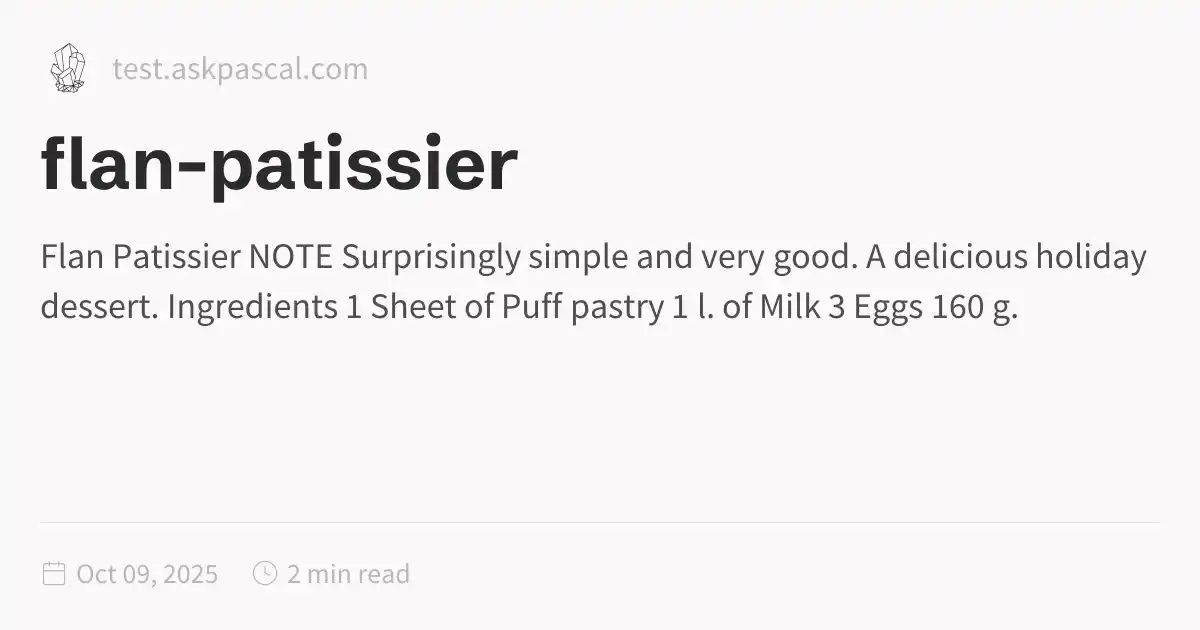 test.askpascal.com
flan-patissier
Flan Patissier NOTE Surprisingly simple and very good. A delicious holiday
dessert. Ingredients 1 Sheet of Puff pastry 1 l. of Milk 3 Eggs 160 g.
Oct 09, 2025 2 min read